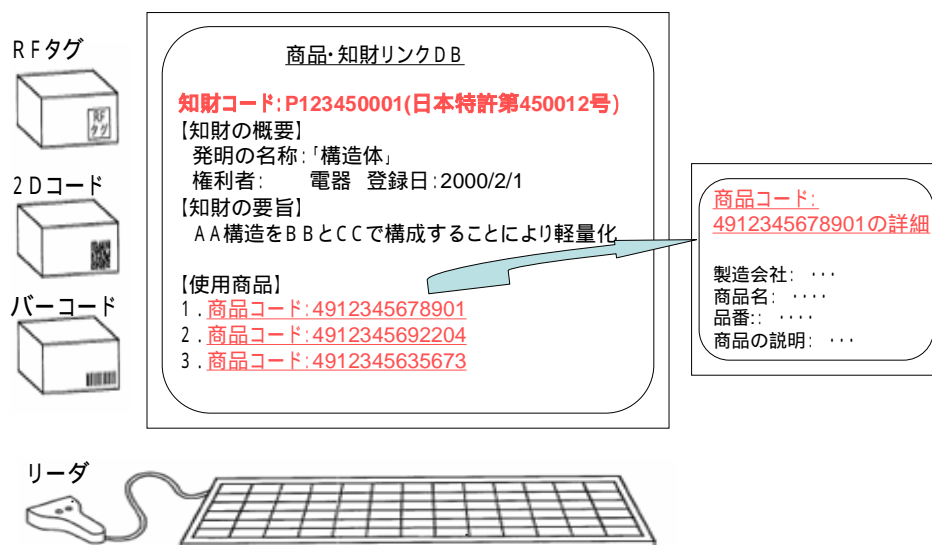 RFタグ
RF
タグ
2Dコード
バーコード
商品・知財リンクDB
知財コード:P123450001(日本特許第450012号)
【知財の概要】
発明の名称:「構造体」
権利者: 電器 登録日:2000/2/1
【知財の要旨】
AA構造をBBとCCで構成することにより軽量化
【使用商品】
1.商品コード:4912345678901
2.商品コード:4912345692204
3.商品コード:4912345635673
商品コード:
4912345678901の詳細
製造会社: ・・・
商品名: ・・・・
品番:: ・・・・
商品の説明: ・・・
リーダ